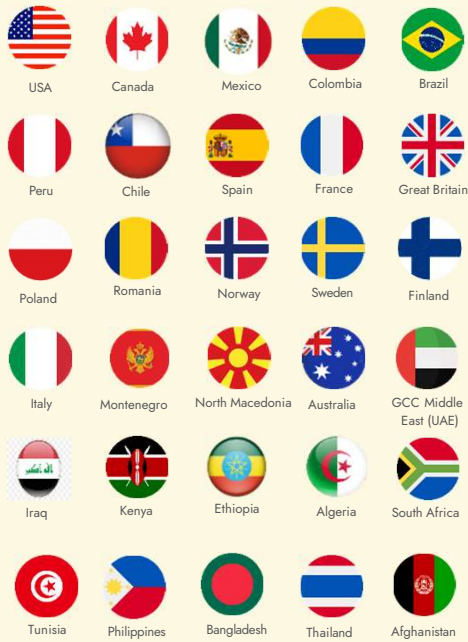 USA
Canada
Mexico
Colombia
Brazil
Peru
Chile
Spain
France
Great Britain
Poland
Romania
Norway
Sweden
Finland
Italy
Montenegro
North Macedonia
Australia
GCC Middle
East (UAE)
Iraq
Kenya
Ethiopia
Algeria
South Africa
Tunisia
Philippines
Bangladesh
Thailand
Afghanistan